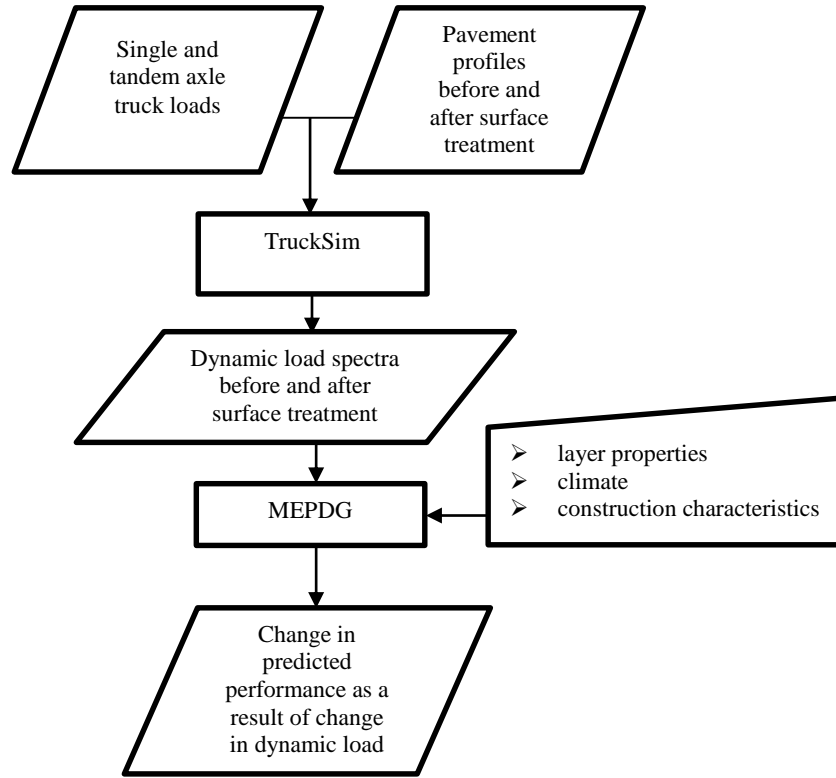 Single and
tandem axle
truck loads
Pavement
profiles
before and
after surface
treatment
TruckSim
Dynamic load spectra
before and after
surface treatment
➢ layer properties
➢ climate
➢ construction characteristics
MEPDG
Change in
predicted
performance as a
result of change
in dynamic load